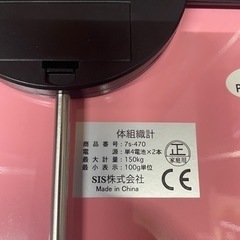 体組織計
商品番号：7s-470
電源：単4電池×2本
最大計量：150kg
最小表示：100g単位
正
家庭用
CE
SIS株式会社
Made in China